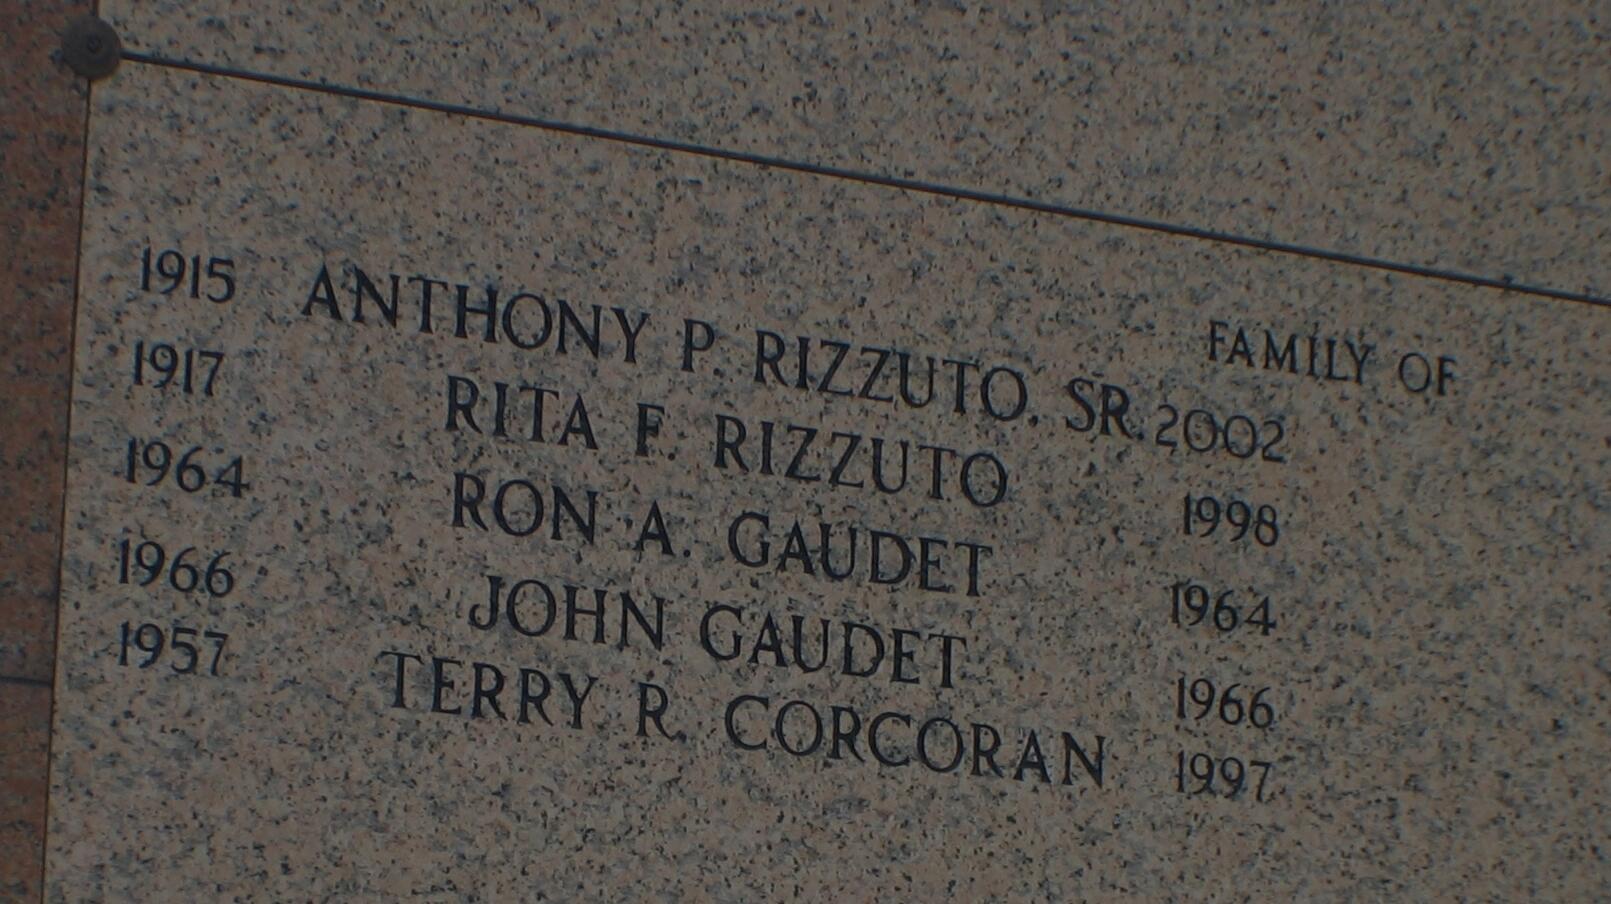 FAMILY OF
1915 ANTHONY P. RIZZUTO, SR. 2002
1917 RITA F. RIZZUTO 1998
1964 RON A. GAUDET 1964
1966 JOHN GAUDET 1966
1957 TERRY R. CORCORAN 1997